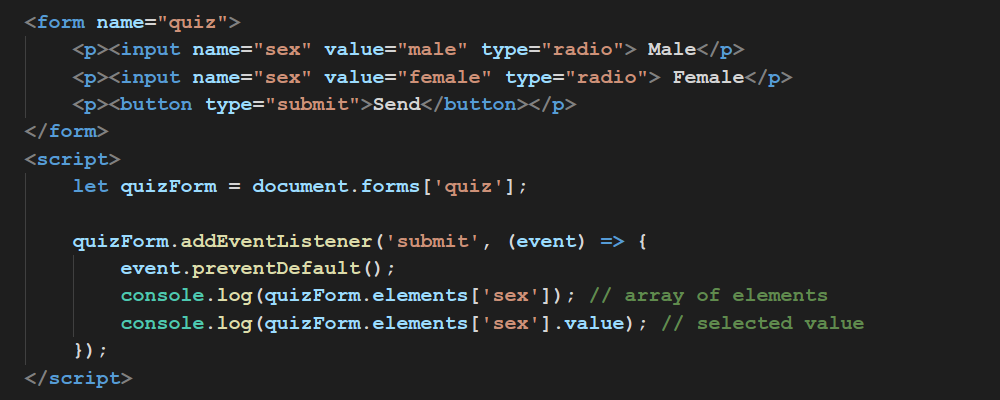 <form name="quiz">
    <p><input name="sex" value="male" type="radio"> Male</p>
    <p><input name="sex" value="female" type="radio"> Female</p>
    <p><button type="submit">Send</button></p>
</form>
<script>
    let quizForm = document.forms['quiz'];

    quizForm.addEventListener('submit', (event) => {
        event.preventDefault();
        console.log(quizForm.elements['sex']); // array of elements
        console.log(quizForm.elements['sex'].value); // selected value
    });
</script>